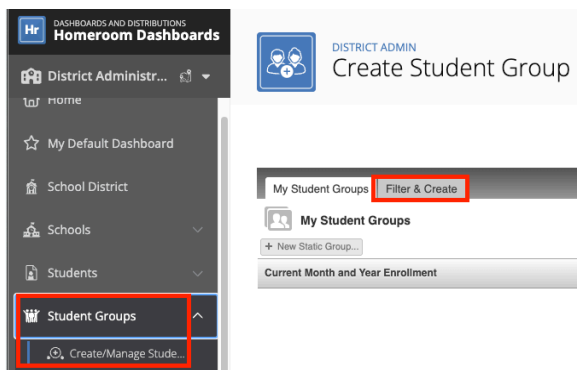 Hr
DASHBOARDS AND DISTRIBUTIONS
Homeroom Dashboards
District Administr...
Home
My Default Dashboard
School District
Schools
Students
Student Groups
Create/Manage Stude...
DISTRICT ADMIN
Create Student Group
My Student Groups
Filter & Create
My Student Groups
+ New Static Group...
Current Month and Year Enrollment